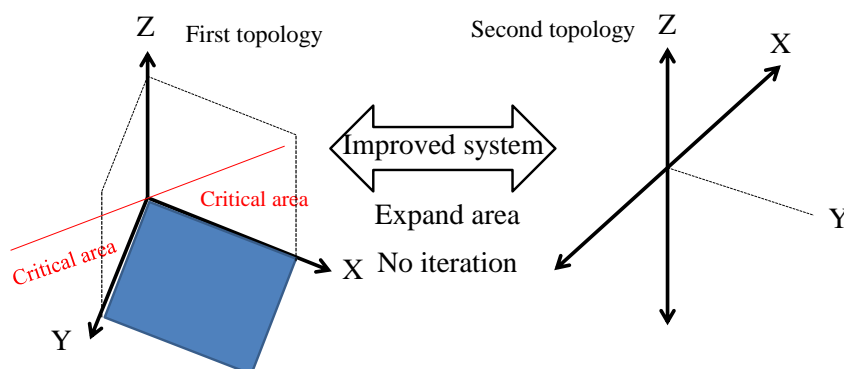 First topology
Z
Critical area
Critical area
X
Y
Improved system
Expand area
No iteration
Second topology
Z
X
Y